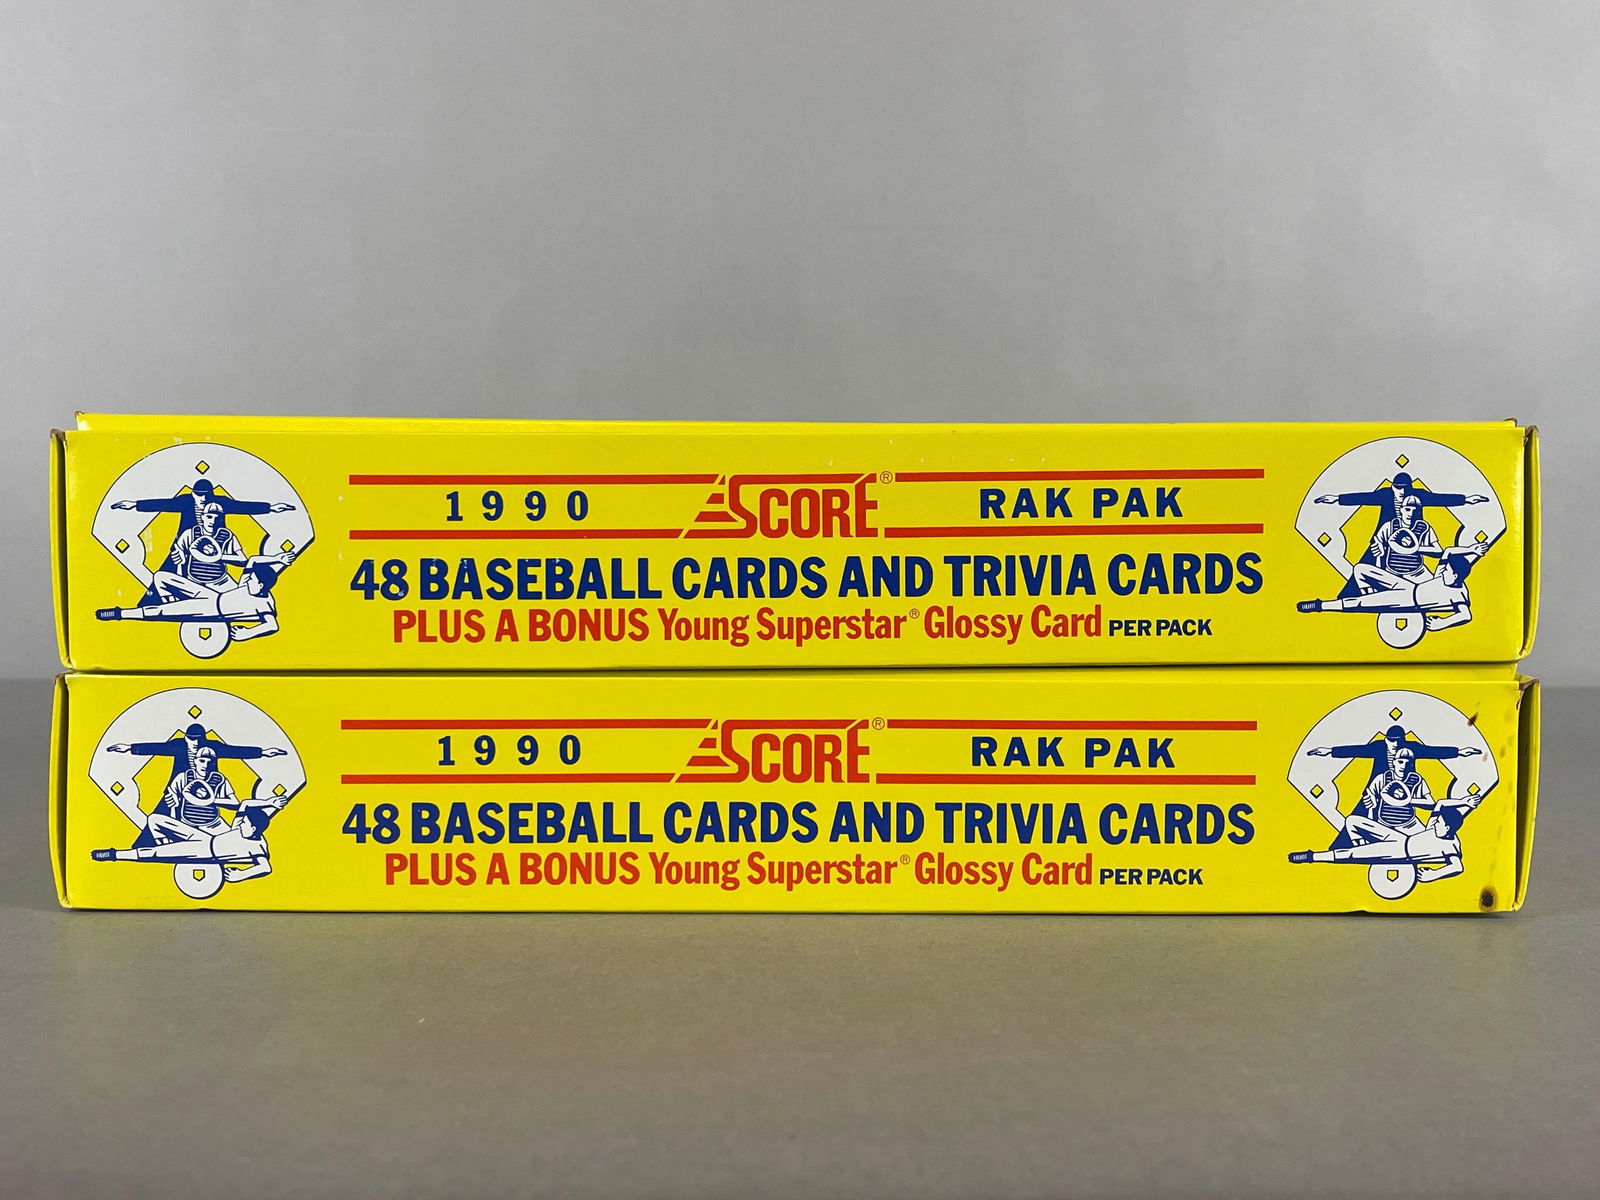 1990 SCORE® RAK PAK
48 BASEBALL CARDS AND TRIVIA CARDS
PLUS A BONUS Young Superstar® Glossy Card PER PACK
1990 SCORE® RAK PAK
48 BASEBALL CARDS AND TRIVIA CARDS
PLUS A BONUS Young Superstar® Glossy Card PER PACK